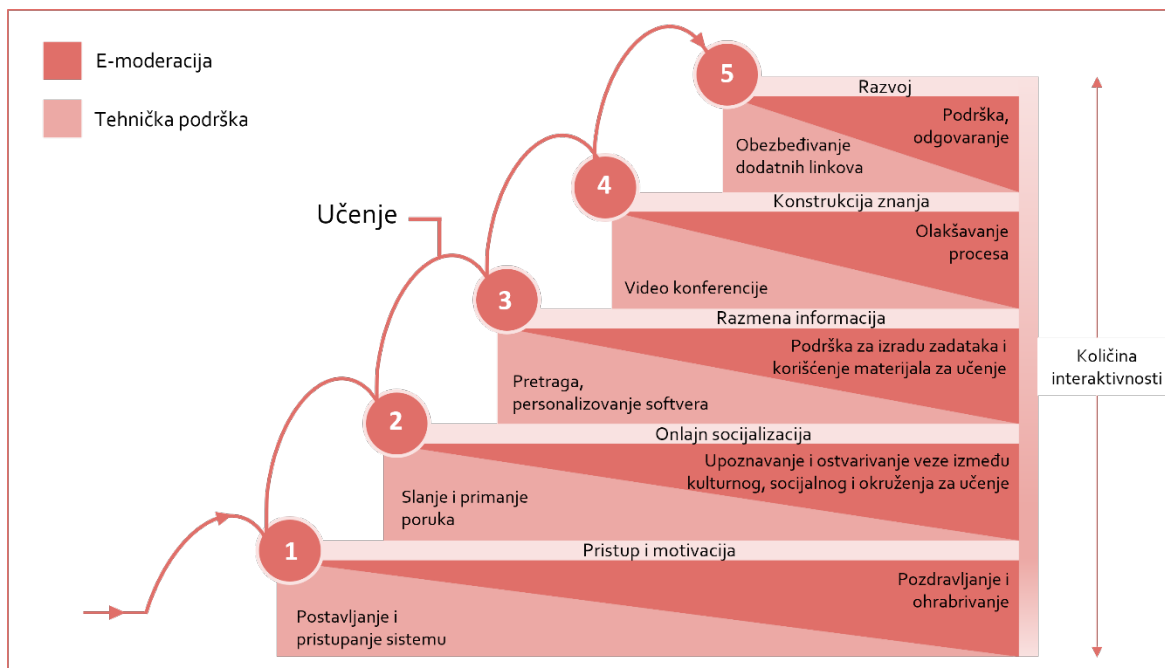 E-moderacija
Tehnička podrška
Učenje
5
Razvoj
Podrška,
odgovaranje
Obezbeđivanje
dodatnih linkova
4
Konstrukcija znanja
Olakšavanje
procesa
Video konferencije
3
Razmena informacija
Podrška za izradu zadataka i
korišćenje materijala za učenje
Pretraga,
personalizovanje softvera
2
Onlajn socijalizacija
Upoznavanje i ostvarivanje veze između
kulturnog, socijalnog i okruženja za učenje
Slanje i primanje
poruka
1
Pristup i motivacija
Pozdravljanje i
ohrabrivanje
Postavljanje i
pristupanje sistemu
Količina
interaktivnosti